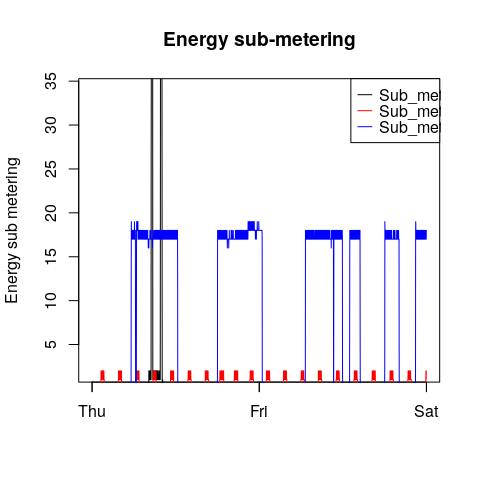 Energy sub-metering
Energy sub metering
35
30
25
20
15
10
5
Sub_met
Sub_met
Sub_met
Thu Fri Sat